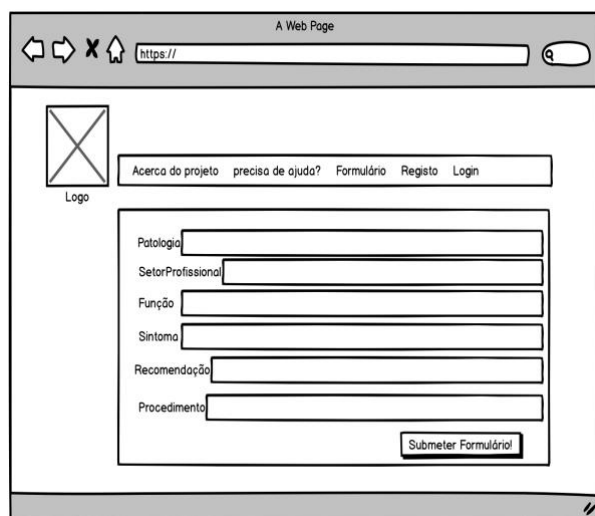 A Web Page
https://
Logo
Acerca do projeto precisa de ajuda? Formulário Registo Login
Patologia
SetorProfissional
Função
Sintoma
Recomendação
Procedimento
Submeter Formulário!